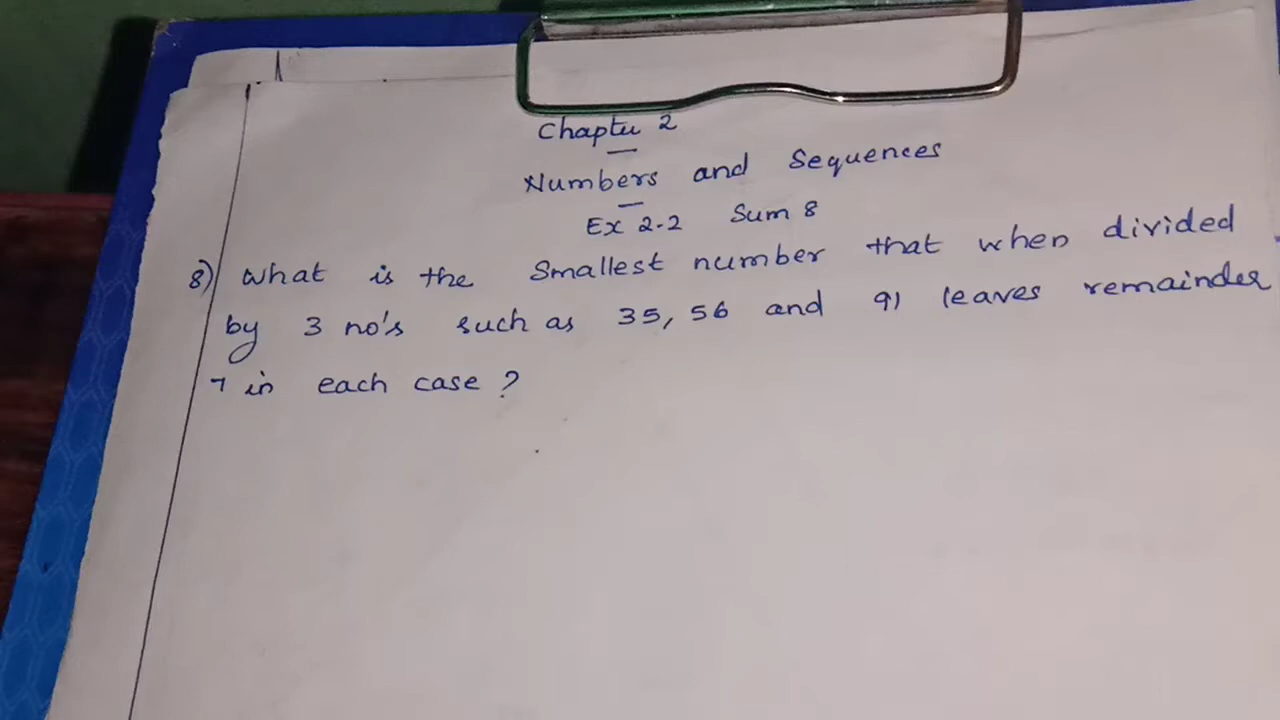 Chapter 2
Numbers and Sequences
Ex 2.2 Sum 8
8) What is the smallest number that when divided
by 3 no's such as 35, 56 and 91 leaves remainder
7 in each case ?